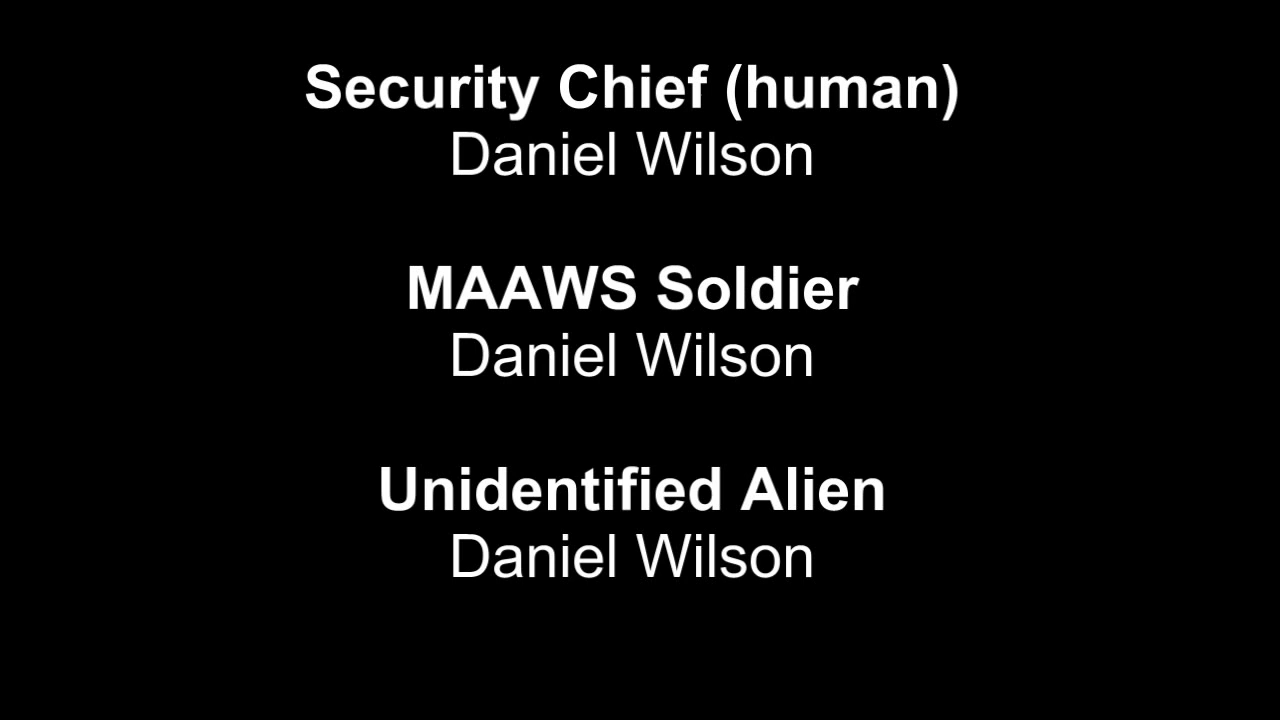 Security Chief (human)
Daniel Wilson
MAAWS Soldier
Daniel Wilson
Unidentified Alien
Daniel Wilson